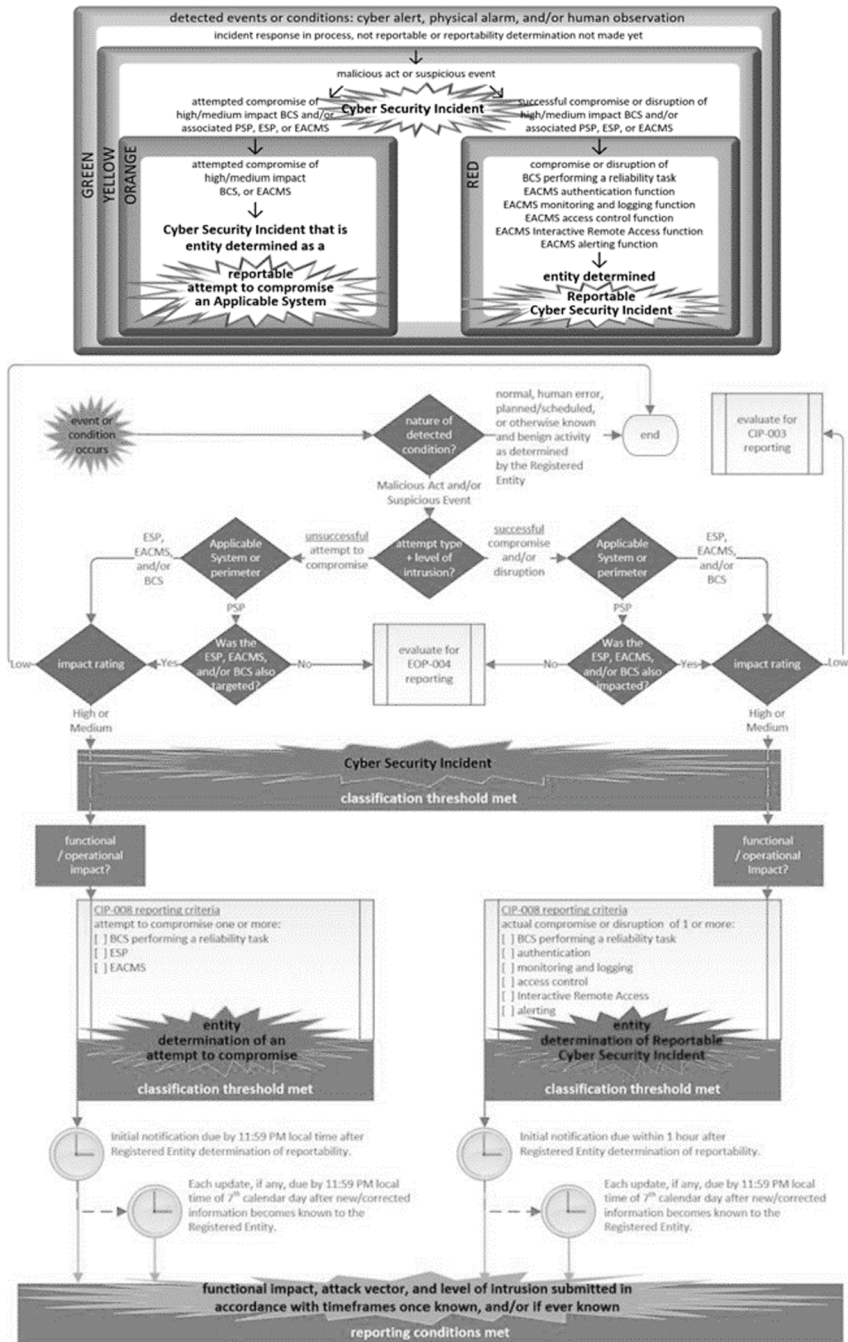 detected events or conditions: cyber alert, physical alarm, and/or human observation
incident response in process, not reportable or reportability determination not made yet
malicious act or suspicious event
Cyber Security Incident
attempted compromise of
high/medium impact BCS and/or
associated PSP, ESP, or EACMS
successful compromise or disruption of
high/medium impact BCS and/or
associated PSP, ESP, or EACMS
GREEN
YELLOW
ORANGE
attempted compromise of
high/medium impact
BCS, or EACMS
Cyber Security Incident that is
entity determined as a
reportable
attempt to compromise
an Applicable System
RED
compromise or disruption of
BCS performing a reliability task
EACMS authentication function
EACMS monitoring and logging function
EACMS access control function
EACMS Interactive Remote Access function
EACMS alerting function
entity determined
Reportable
Cyber Security Incident
event or
condition
occurs
nature of
detected
condition?
normal, human error,
planned/scheduled,
or otherwise known
and benign activity
as determined
by the Registered
Entity
end
evaluate for
CIP-003
reporting
Malicious Act and/or
Suspicious Event
ESP,
EACMS,
and/or
BCS
Applicable
System or
perimeter
unsuccessful
attempt to
compromise
attempt type
+ level of
intrusion?
successful
compromise
and/or
disruption
Applicable
System or
perimeter
ESP,
EACMS,
and/or
BCS
PSP
PSP
Low
impact rating
Yes
Was the
ESP, EACMS,
and/or BCS also
targeted?
No
evaluate for
EOP-004
reporting
No
Was the
ESP, EACMS,
and/or BCS also
impacted?
Yes
impact rating
Low
High or
Medium
High or
Medium
Cyber Security Incident
classification threshold met
functional
/ operational
impact?
functional
/ operational
Impact?
CIP-008 reporting criteria
attempt to compromise one or more:
[ ] BCS performing a reliability task
[ ] ESP
[ ] EACMS
entity
determination of an
attempt to compromise
classification threshold met
CIP-008 reporting criteria
actual compromise or disruption of 1 or more:
[ ] BCS performing a reliability task
[ ] authentication
[ ] monitoring and logging
[ ] access control
[ ] Interactive Remote Access
[ ] alerting
entity
determination of Reportable
Cyber Security Incident
classification threshold met
Initial notification due by 11:59 PM local time after
Registered Entity determination of reportability.
Each update, if any, due by 11:59 PM local
time of 7th calendar day after new/corrected
information becomes known to the
Registered Entity.
Initial notification due within 1 hour after
Registered Entity determination of reportability.
Each update, if any, due by 11:59 PM local
time of 7th calendar day after new/corrected
information becomes known to the
Registered Entity.
functional impact, attack vector, and level of intrusion submitted in
accordance with timeframes once known, and/or if ever known
reporting conditions met